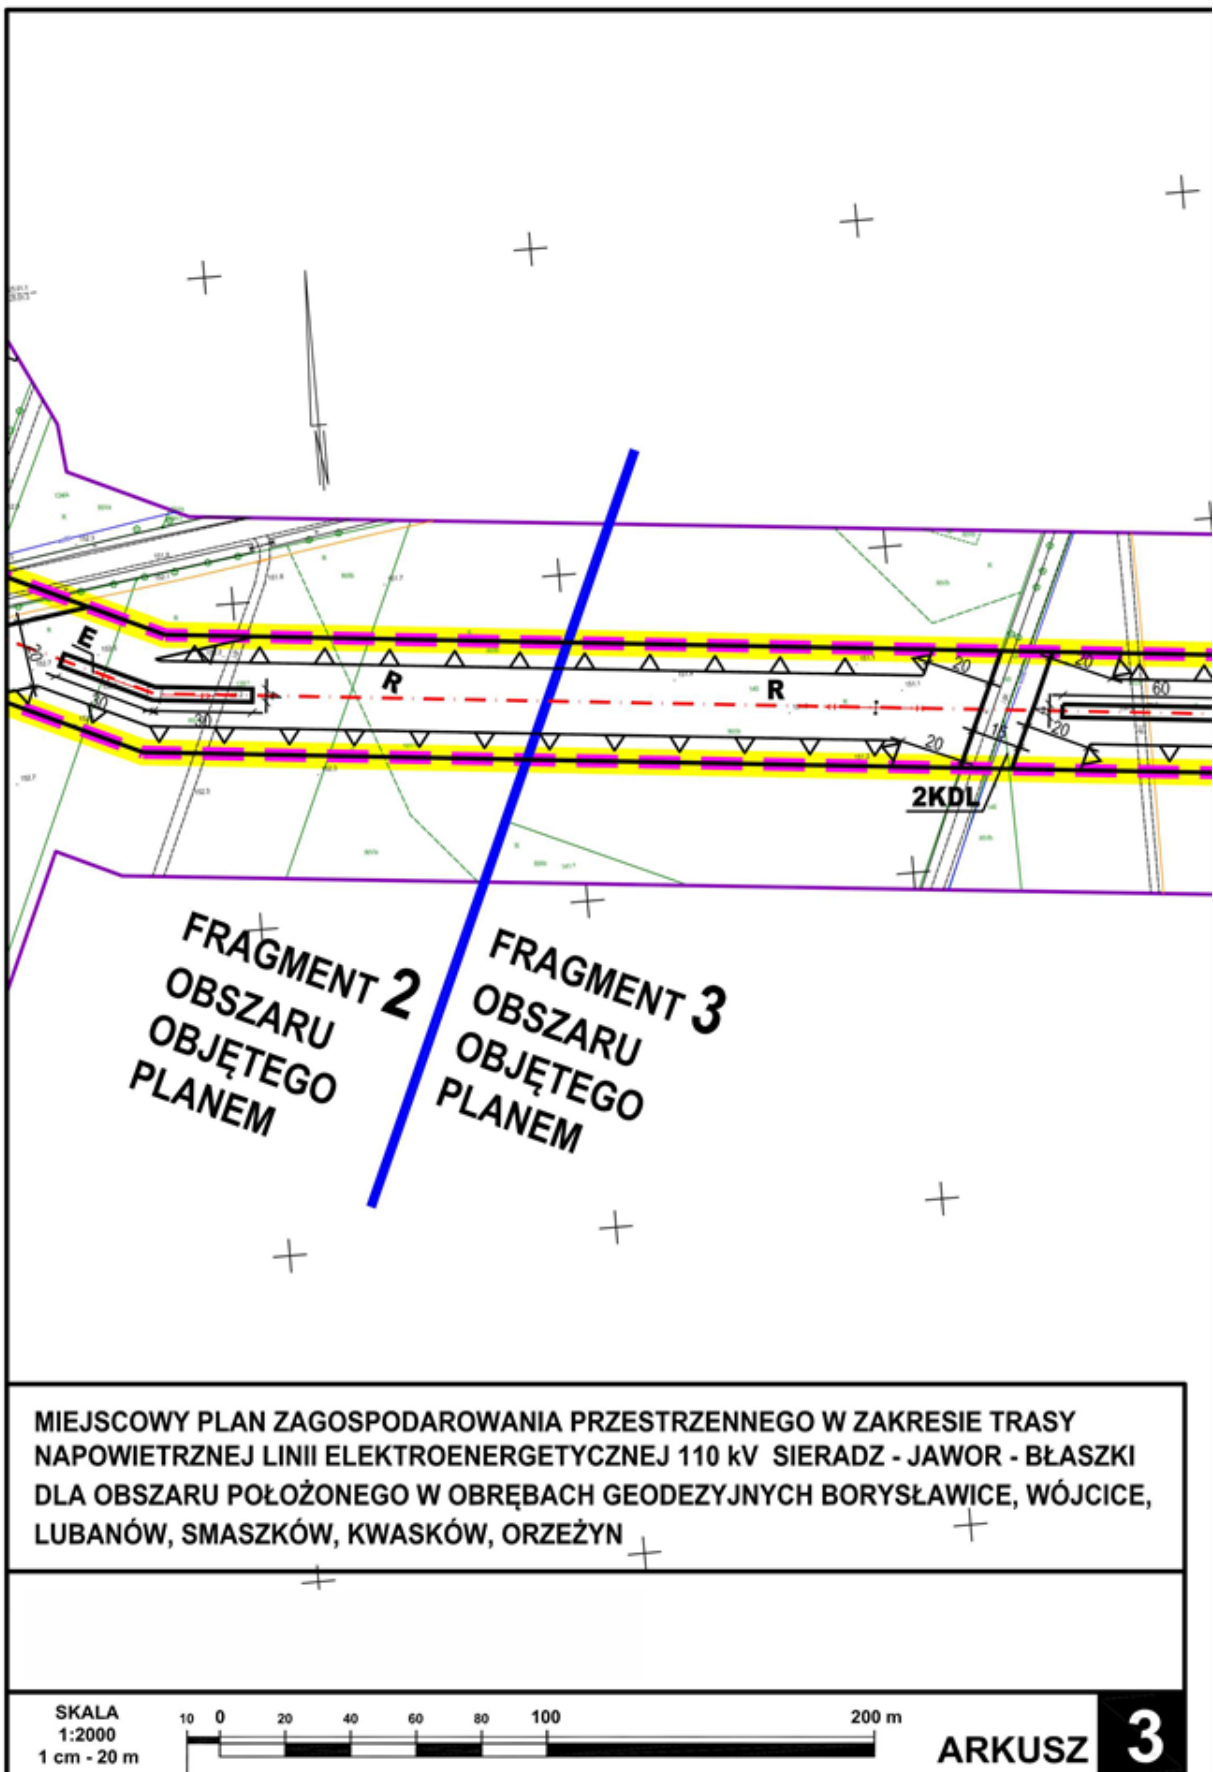 E
R
R
20
30
30
20
20
60
15
20
20
2KDL
FRAGMENT 2
OBSZARU
OBJĘTEGO
PLANEM
FRAGMENT 3
OBSZARU
OBJĘTEGO
PLANEM
MIEJSCOWY PLAN ZAGOSPODAROWANIA PRZESTRZENNEGO W ZAKRESIE TRASY
NAPOWIETRZNEJ LINII ELEKTROENERGETYCZNEJ 110 kV SIERADZ - JAWOR - BŁASZKI
DLA OBSZARU POŁOŻONEGO W OBRĘBACH GEODEZYJNYCH BORYSŁAWICE, WÓJCICE,
LUBANÓW, SMASZKÓW, KWASKÓW, ORZEŻYN
SKALA
1:2000
1 cm - 20 m
10 0 20 40 60 80 100 200 m
ARKUSZ 3